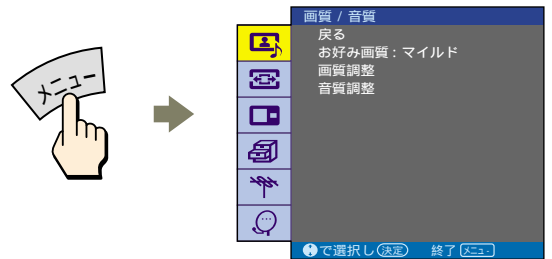 メニュー
画質 / 音質
戻る
お好み画質：マイルド
画質調整
音質調整
で選択し 決定 終了 メニュー